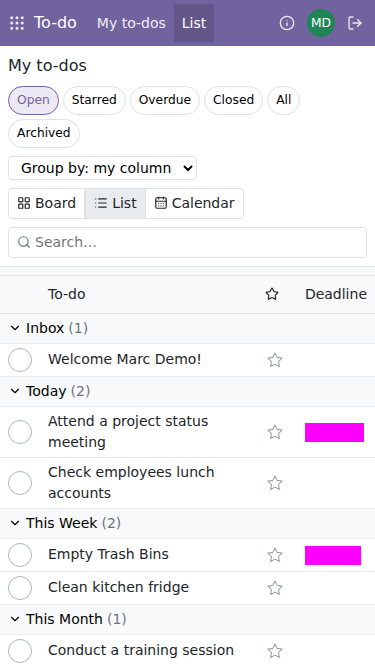 To-do My to-dos List MD
My to-dos
Open Starred Overdue Closed All
Archived
Group by: my column
Board List Calendar
Search...
To-do Deadline
Inbox (1)
Welcome Marc Demo!
Today (2)
Attend a project status
meeting
Check employees lunch
accounts
This Week (2)
Empty Trash Bins
Clean kitchen fridge
This Month (1)
Conduct a training session